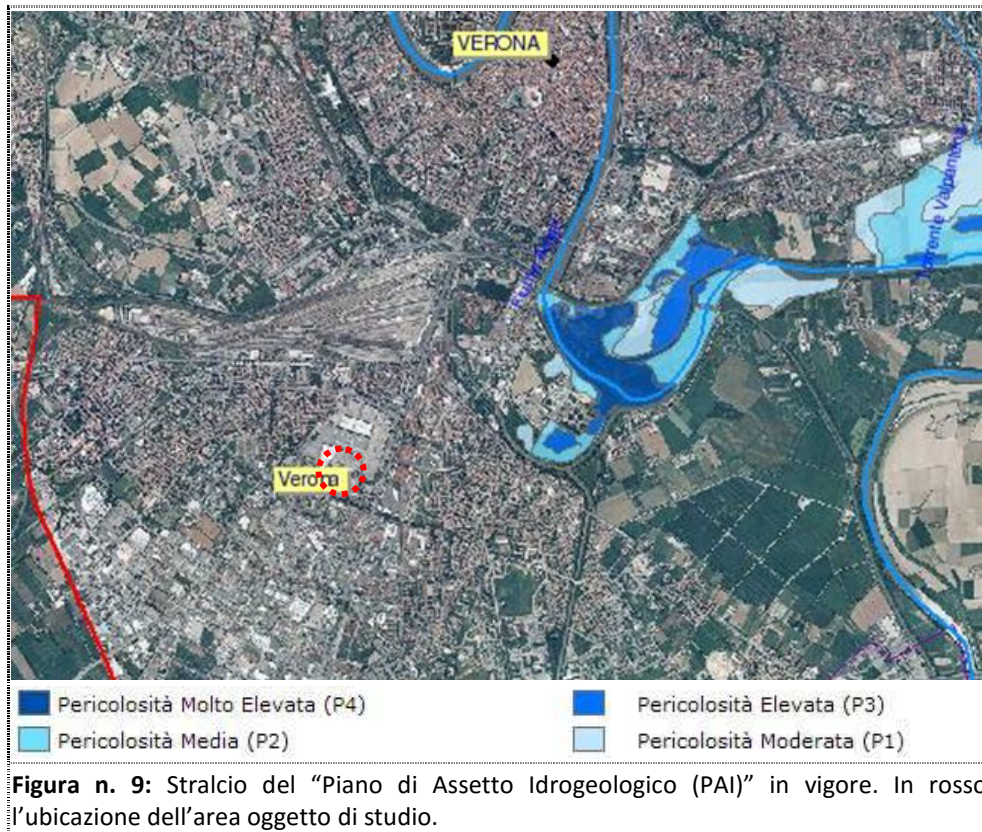 VERONA
Torrente Valpantena
Fiume Adige
Verona
Pericolosità Molto Elevata (P4)
Pericolosità Elevata (P3)
Pericolosità Media (P2)
Pericolosità Moderata (P1)
Figura n. 9: Stralcio del "Piano di Assetto Idrogeologico (PAI)" in vigore. In rosso
l'ubicazione dell'area oggetto di studio.